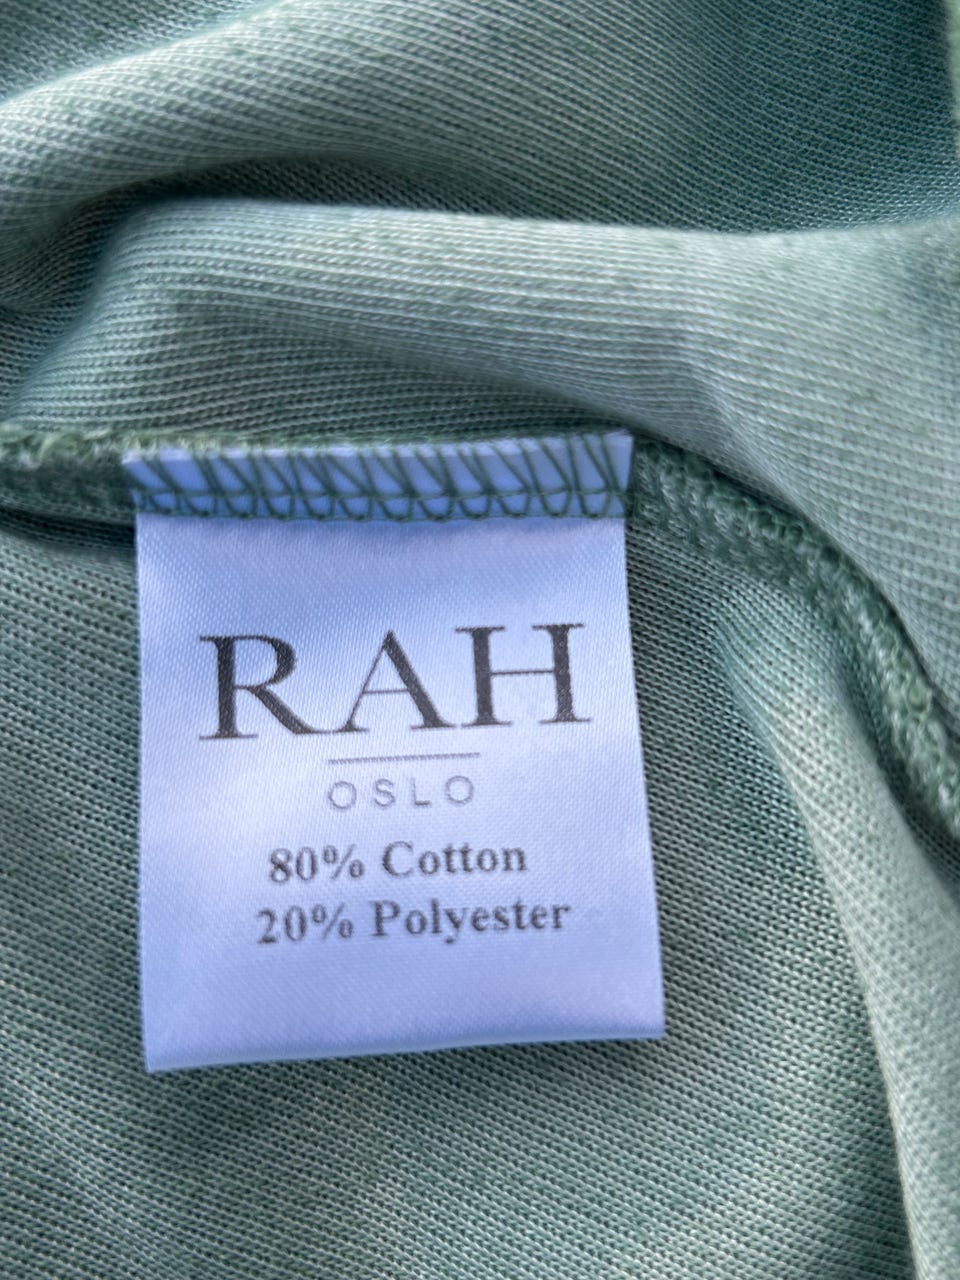 RAH
OSLO
80% Cotton
20% Polyester